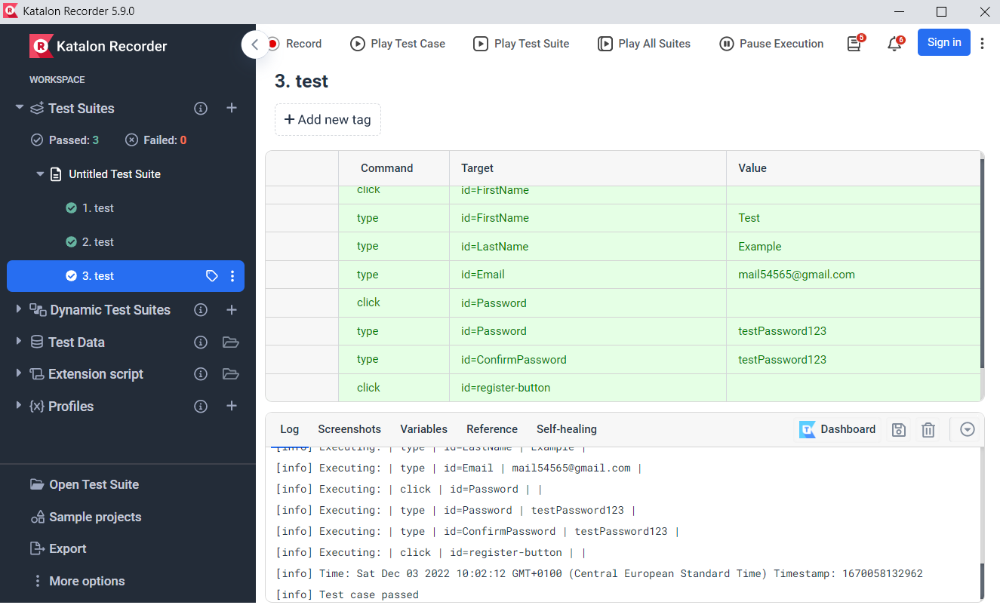 Katalon Recorder 5.9.0
Katalon Recorder
Record
Play Test Case
Play Test Suite
Play All Suites
Pause Execution
5
6
Sign in
WORKSPACE
Test Suites
Passed: 3
Failed: 0
Untitled Test Suite
1. test
2. test
3. test
Dynamic Test Suites
Test Data
Extension script
Profiles
Open Test Suite
Sample projects
Export
More options
3. test
+ Add new tag
Command Target Value
click id=FirstName
type id=FirstName Test
type id=LastName Example
type id=Email mail54565@gmail.com
click id=Password
type id=Password testPassword123
type id=ConfirmPassword testPassword123
click id=register-button
Log Screenshots Variables Reference Self-healing Dashboard
[info] Executing: | type | id=LastName | Example |
[info] Executing: | type | id=Email | mail54565@gmail.com |
[info] Executing: | click | id=Password | |
[info] Executing: | type | id=Password | testPassword123 |
[info] Executing: | type | id=ConfirmPassword | testPassword123 |
[info] Executing: | click | id=register-button | |
[info] Time: Sat Dec 03 2022 10:02:12 GMT+0100 (Central European Standard Time) Timestamp: 1670058132962
[info] Test case passed